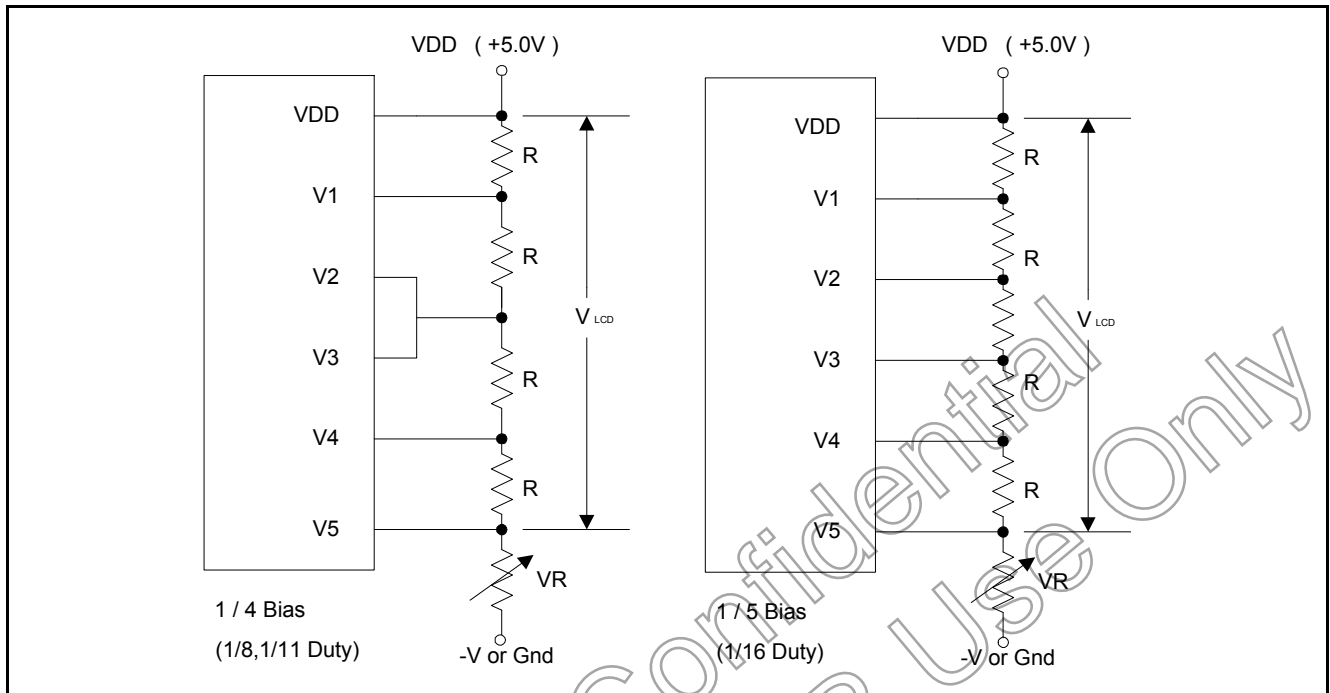 VDD ( +5.0V )
VDD
R
V1
R
V2
V LCD
V3
R
V4
R
V5
VR
1 / 4 Bias
(1/8,1/11 Duty)
-V or Gnd
VDD ( +5.0V )
VDD
R
V1
R
V2
V LCD
V3
R
V4
R
V5
VR
1 / 5 Bias
(1/16 Duty)
-V or Gnd
Confidential
Use Only